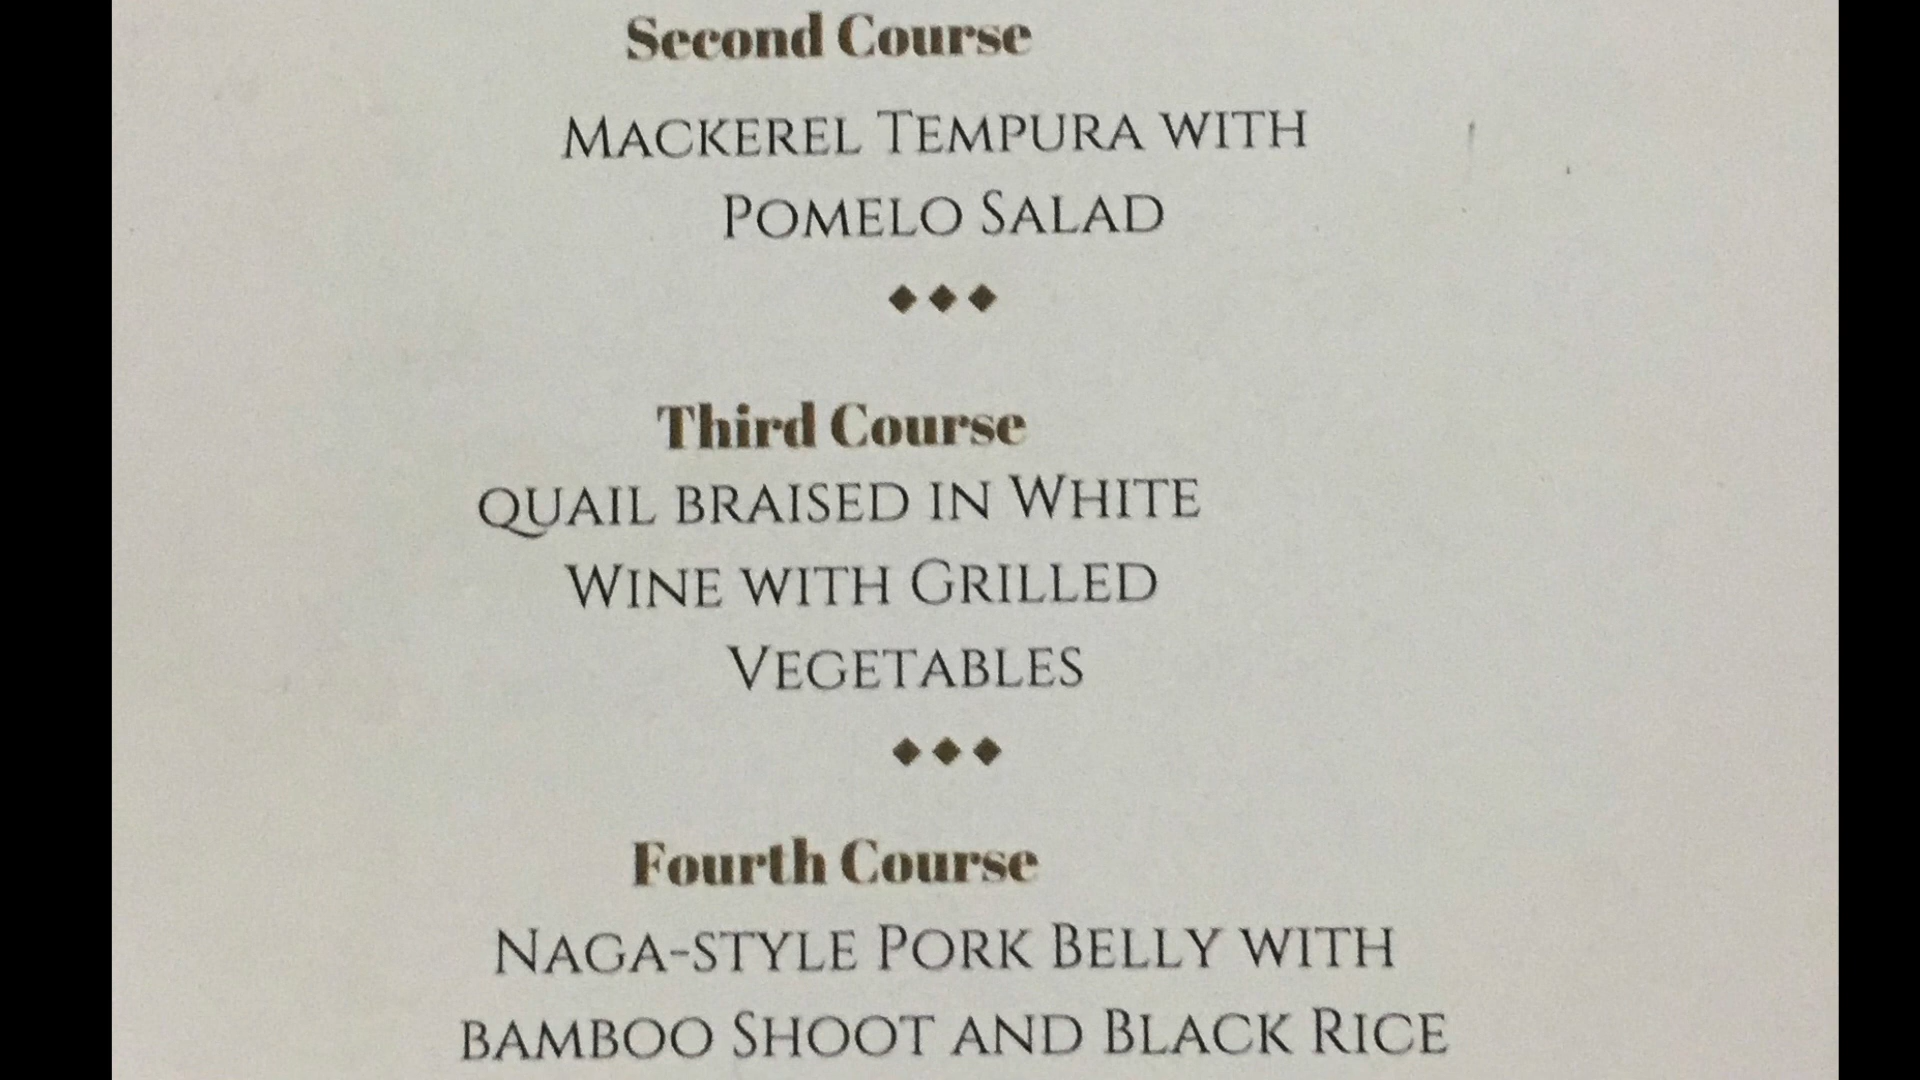 Second Course
MACKEREL TEMPURA WITH
POMELO SALAD
◆◆◆
Third Course
QUAIL BRAISED IN WHITE
WINE WITH GRILLED
VEGETABLES
◆◆◆
Fourth Course
NAGA-STYLE PORK BELLY WITH
BAMBOO SHOOT AND BLACK RICE